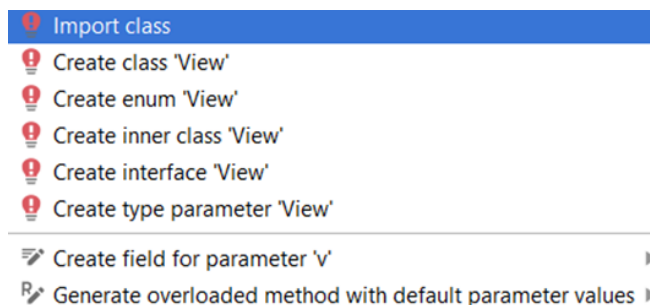 Import class
Create class 'View'
Create enum 'View'
Create inner class 'View'
Create interface 'View'
Create type parameter 'View'
Create field for parameter 'v'
Generate overloaded method with default parameter values